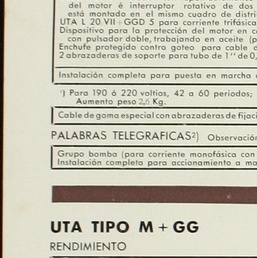 del motor é interruptor rotativo de dos
está montado en el mismo cuadro de distri
UTA L 20 VII + GGD 5 para corriente trifásica
Dispositivo para la protección del motor en c
con pulsador doble, trabajando en aceite (p
Enchufe protegido contra goteo para cable d
2 abrazaderas de soporte para tubo de 1" de 0,
Instalación completa para puesta en marcha
¹) Para 190 ó 220 voltios, 42 a 60 periodos;
Aumento peso 2,6 Kg.
Cable de goma especial con abrazaderas de fijaci
PALABRAS TELEGRAFICAS²) Observación
Grupo bomba (para corriente monofásica con
Instalación completa para accionamiento a ma
UTA TIPO M + GG
RENDIMIENTO